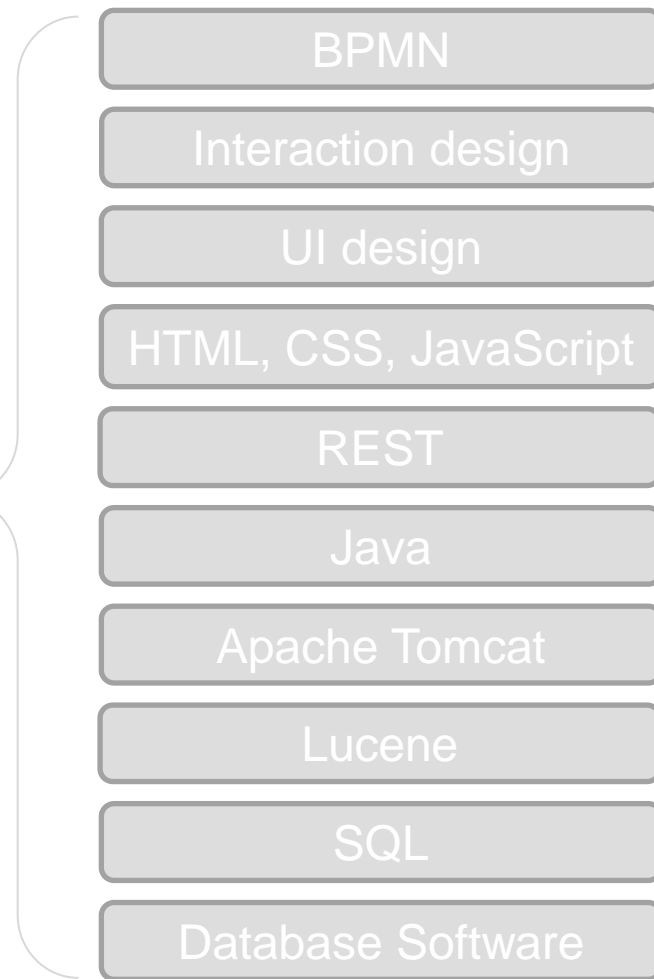 BPMN
Interaction design
UI design
HTML, CSS, JavaScript
REST
Java
Apache Tomcat
Lucene
SQL
Database Software